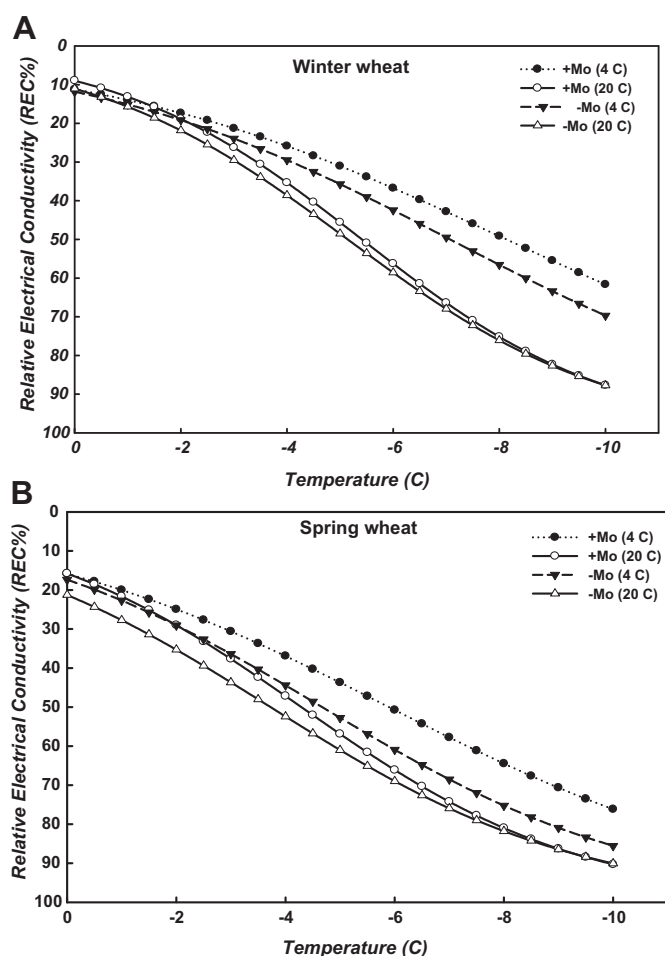 A
Winter wheat
+Mo (4 C)
+Mo (20 C)
-Mo (4 C)
-Mo (20 C)
Relative Electrical Conductivity (REC%)
0
10
20
30
40
50
60
70
80
90
100
0 -2 -4 -6 -8 -10
Temperature (C)
B
Spring wheat
+Mo (4 C)
+Mo (20 C)
-Mo (4 C)
-Mo (20 C)
Relative Electrical Conductivity (REC%)
0
10
20
30
40
50
60
70
80
90
100
0 -2 -4 -6 -8 -10
Temperature (C)